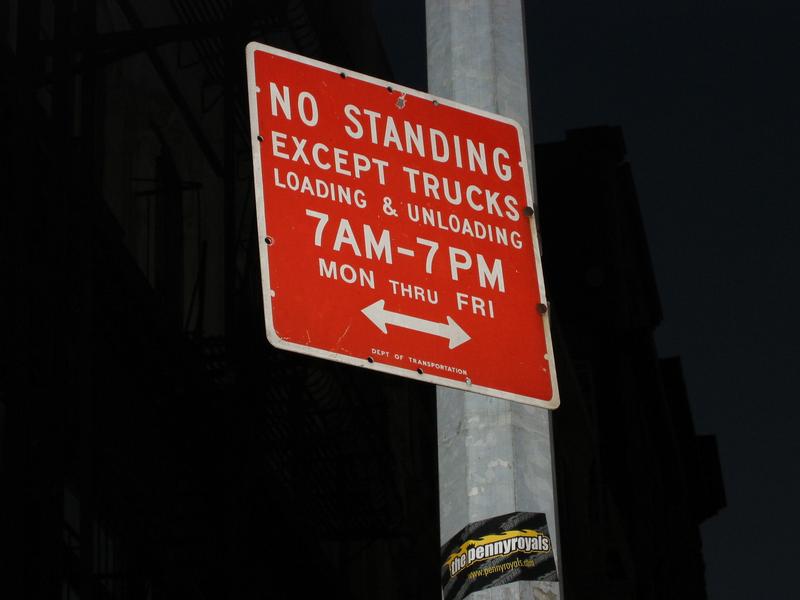 NO STANDING
EXCEPT TRUCKS
LOADING & UNLOADING
7AM-7PM
MON THRU FRI
DEPT OF TRANSPORTATION
the pennyroyals
www.pennyroyals.com